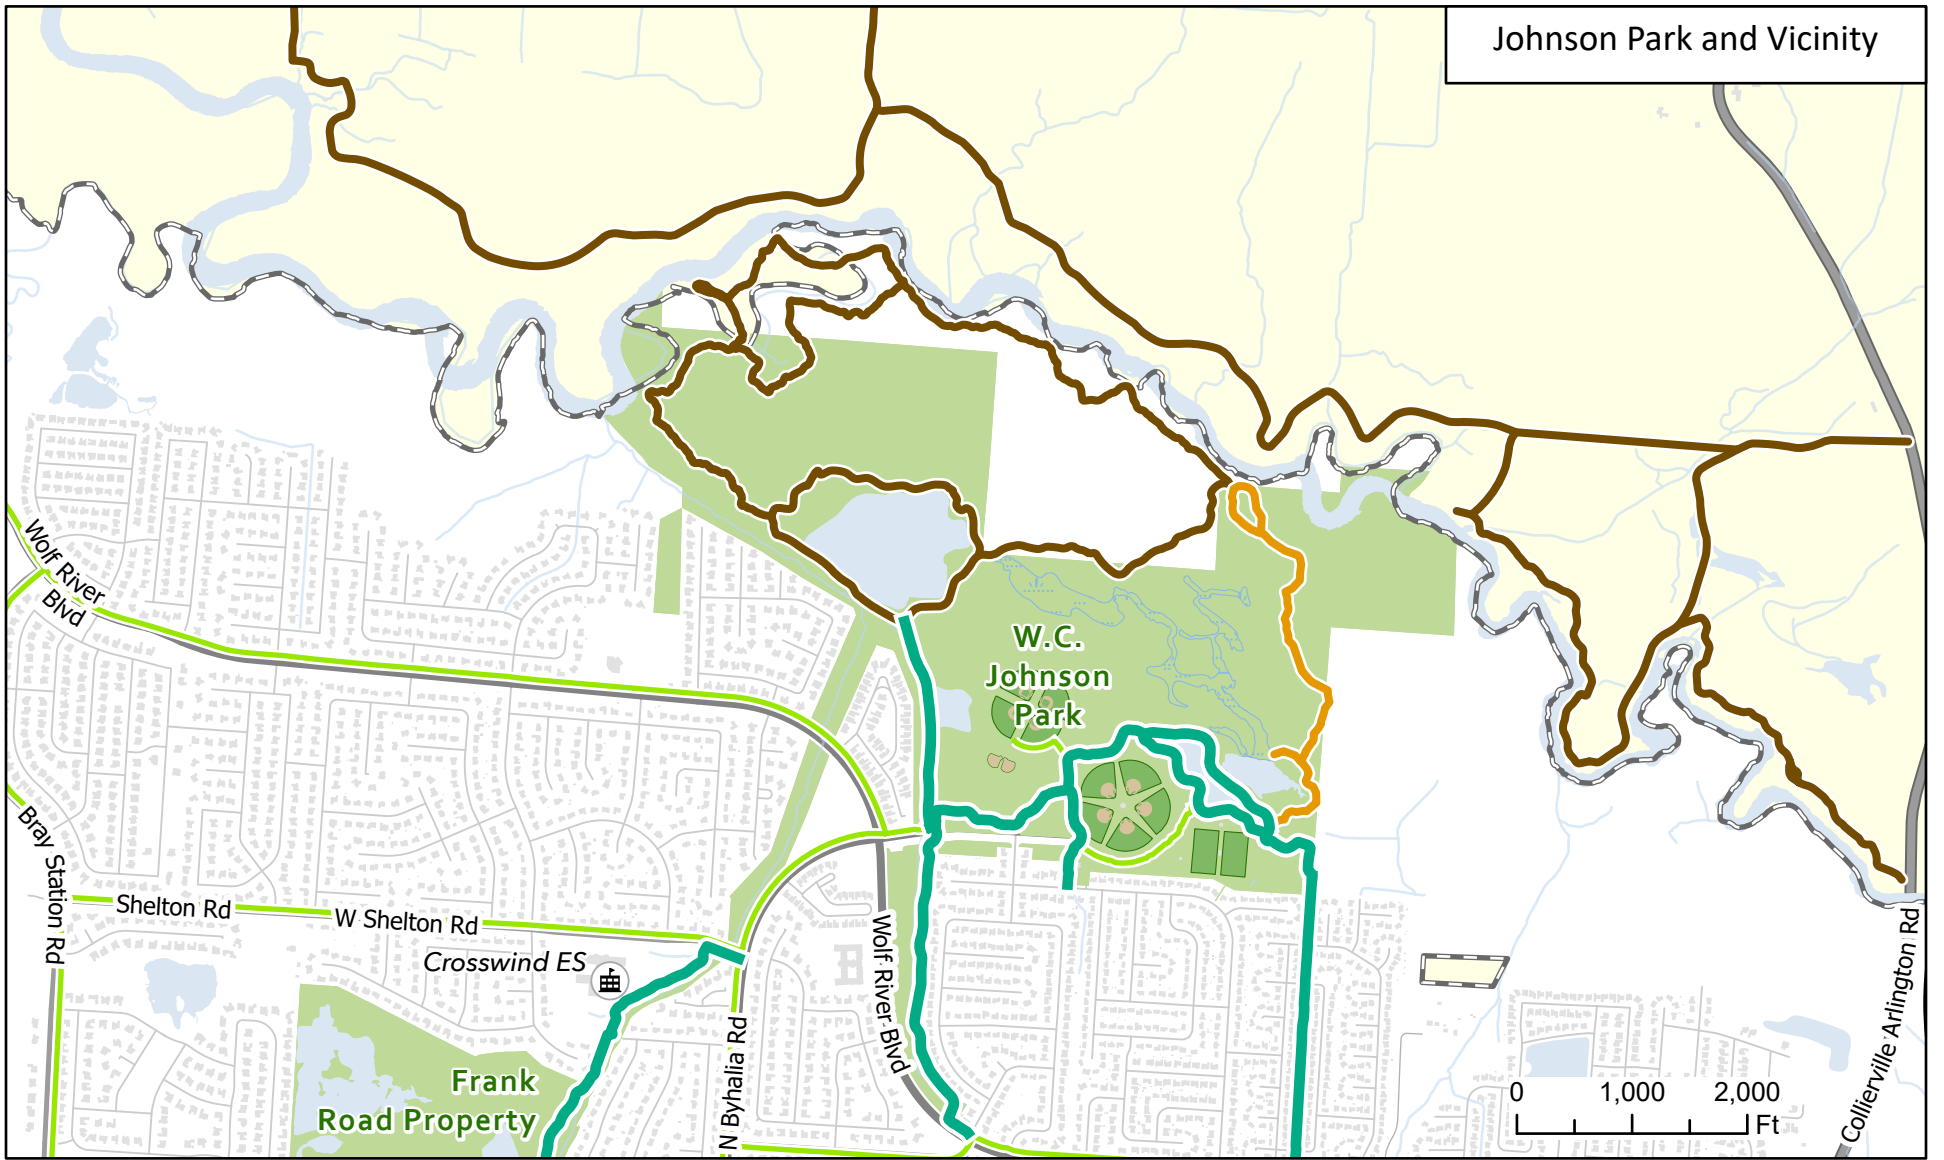 Johnson Park and Vicinity
Wolf River
Blvd
W.C.
Johnson
Park
Bray Station Rd
Shelton Rd
W Shelton Rd
Crosswind ES
Wolf River Blvd
N Byhalia Rd
Frank
Road Property
Collierville Arlington Rd
0 1,000 2,000
Ft